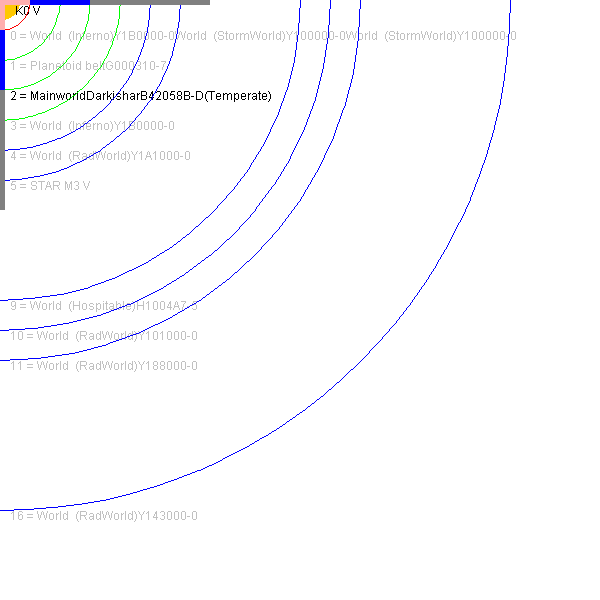 K0 V
0 = World (Inferno)Y1B0000-0World (StormWorld)Y100000-0World (StormWorld)Y100000-0
1 = Planetoid beltG000310-7
2 = MainworldDarkisharB42058B-D(Temperate)
3 = World (Inferno)Y1B0000-0
4 = World (RadWorld)Y1A1000-0
5 = STAR M3 V
9 = World (Hospitable)H1004A7-5
10 = World (RadWorld)Y101000-0
11 = World (RadWorld)Y188000-0
16 = World (RadWorld)Y143000-0